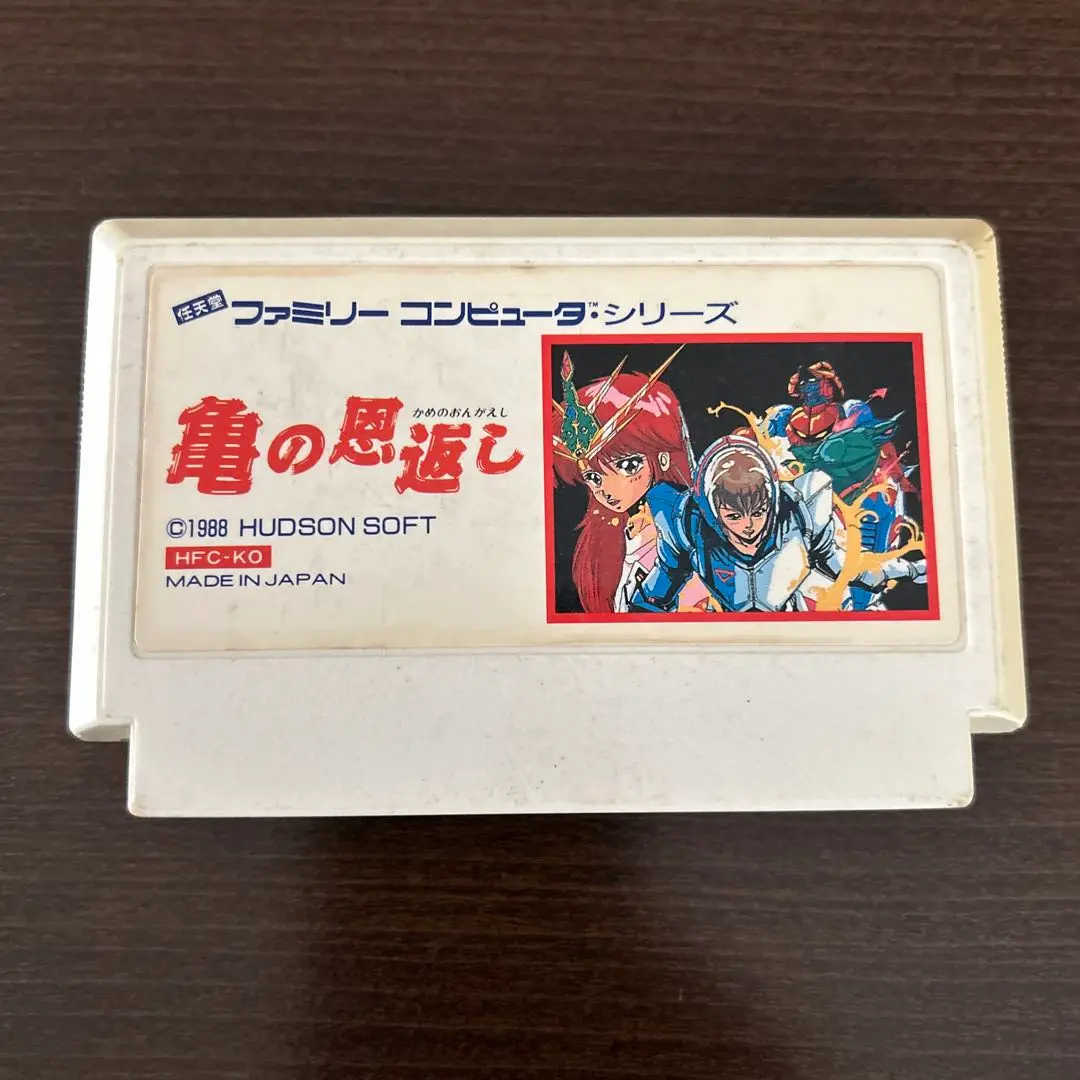 任天堂 ファミリー コンピュータ™・シリーズ
かめのおんがえし
亀の恩返し
©1988 HUDSON SOFT
HFC-KO
MADE IN JAPAN